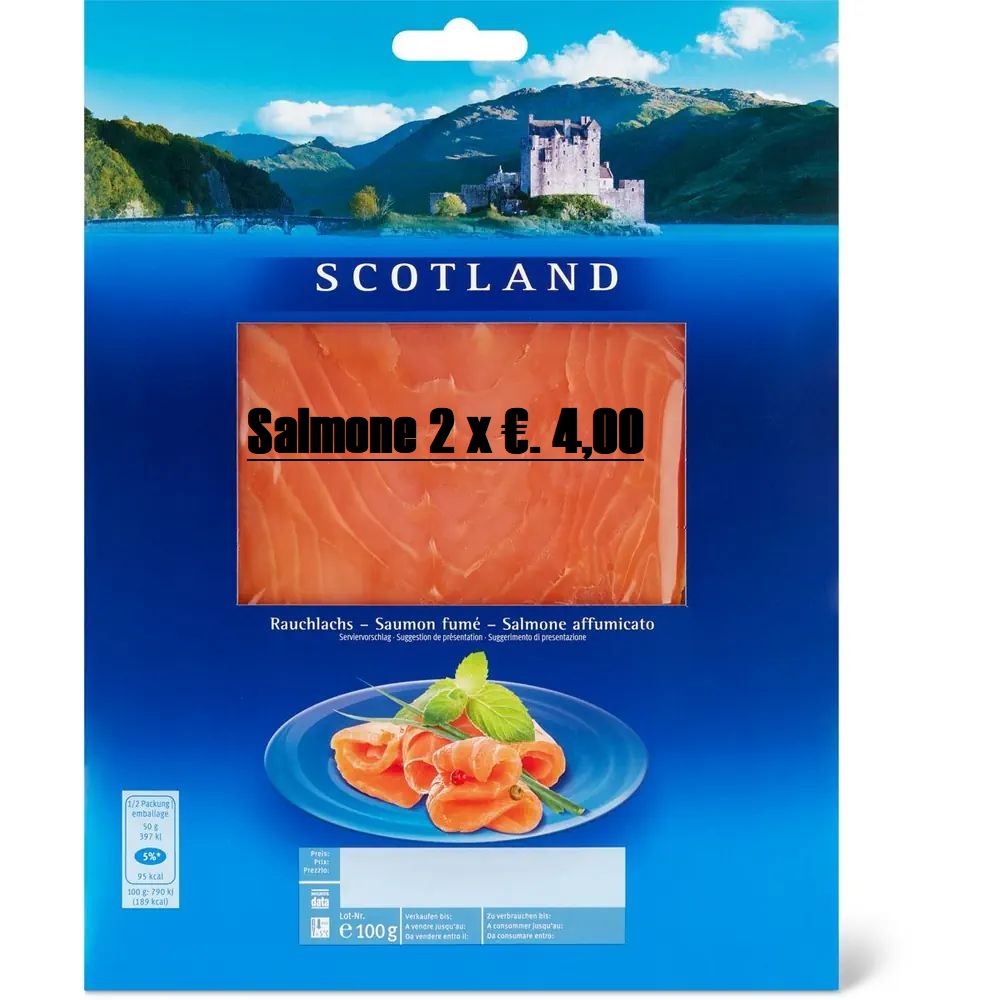 SCOTLAND
Salmone 2 x €. 4,00
Rauchlachs – Saumon fumé – Salmone affumicato
Serviervorschlag · Suggestion de présentation · Suggerimento di presentazione
1/2 Packung
emballage
50 g
397 kJ
5%*
95 kcal
100 g: 790 kJ
(189 kcal)
Preis:
Prix:
Prezzo:
data
Lot-Nr.
e 100 g
Verkaufen bis:
A vendre jusqu'au:
Da vendere entro il:
Zu verbrauchen bis:
A consommer jusqu'au:
Da consumare entro: